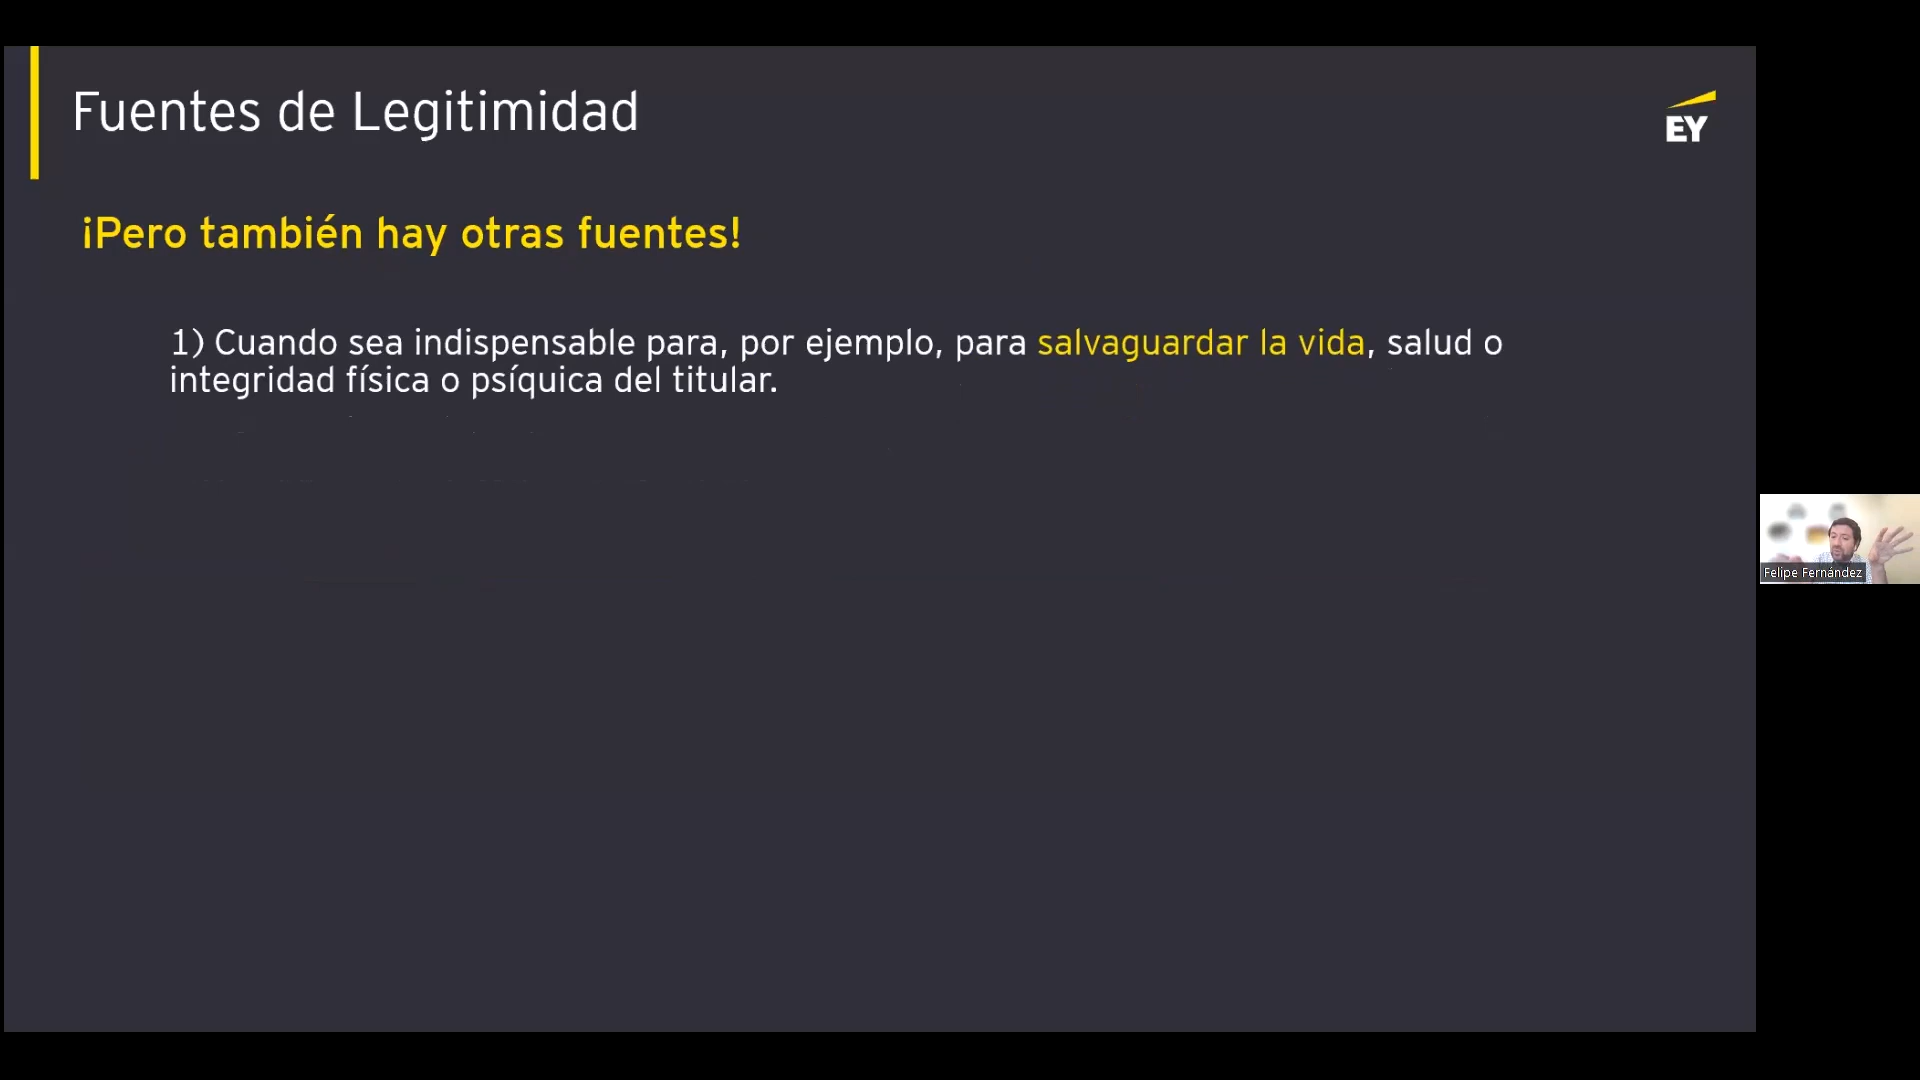 Fuentes de Legitimidad
EY
¡Pero también hay otras fuentes!
1) Cuando sea indispensable para, por ejemplo, para salvaguardar la vida, salud o
integridad física o psíquica del titular.
Felipe Fernández